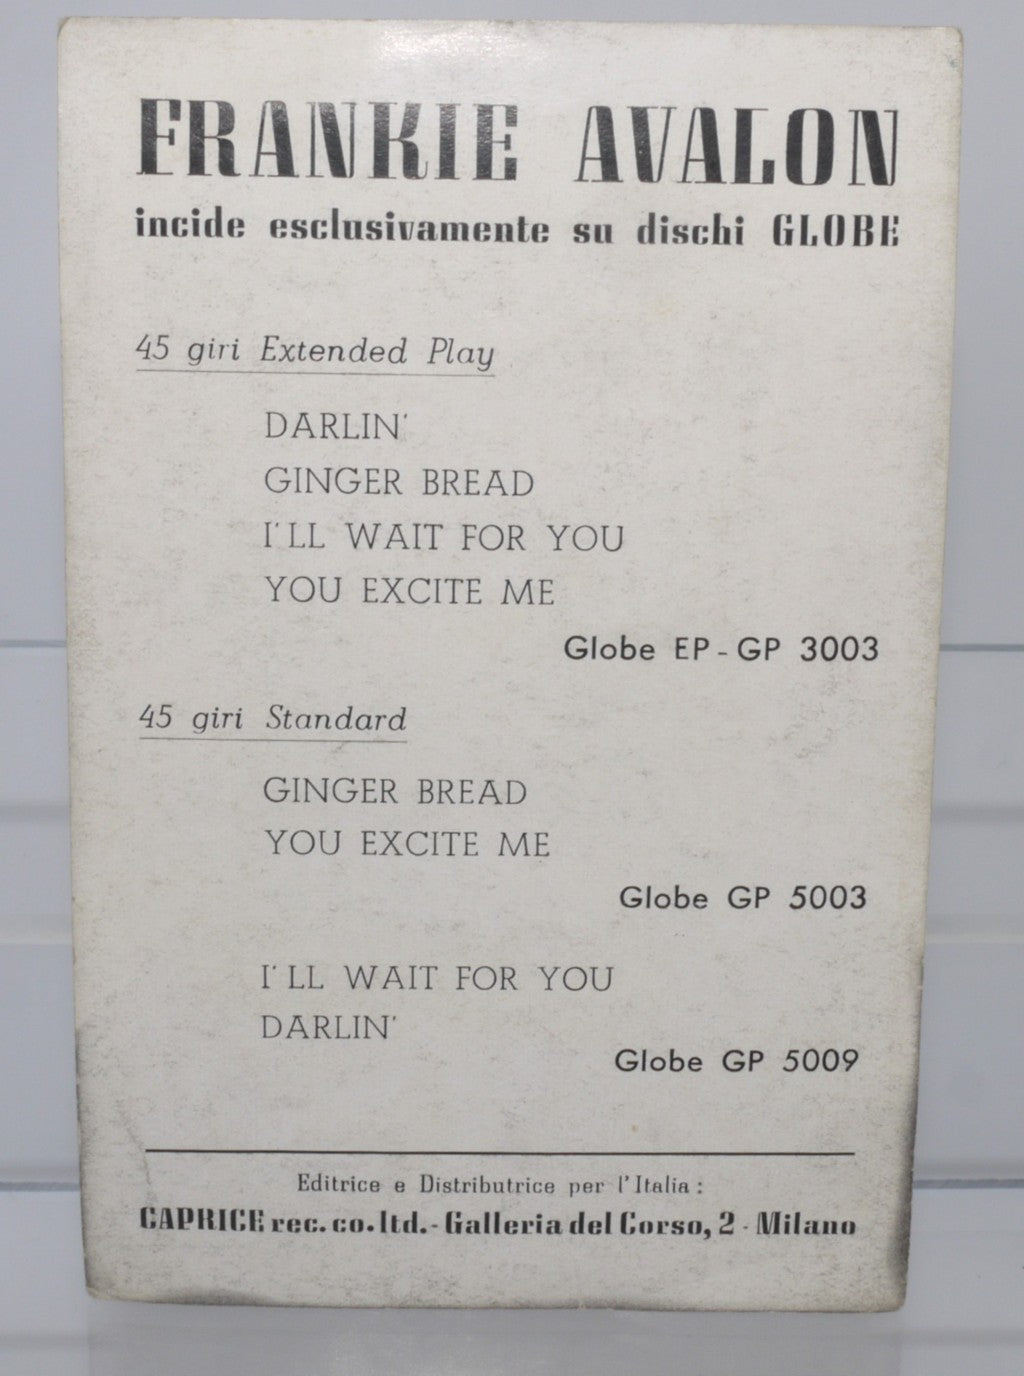 FRANKIE AVALON
incide esclusivamente su dischi GLOBE
45 giri Extended Play
DARLIN'
GINGER BREAD
I'LL WAIT FOR YOU
YOU EXCITE ME
Globe EP - GP 3003
45 giri Standard
GINGER BREAD
YOU EXCITE ME
Globe GP 5003
I'LL WAIT FOR YOU
DARLIN'
Globe GP 5009
Editrice e Distributrice per l'Italia:
CAPRICE rec. co. ltd. - Galleria del Corso, 2 - Milano